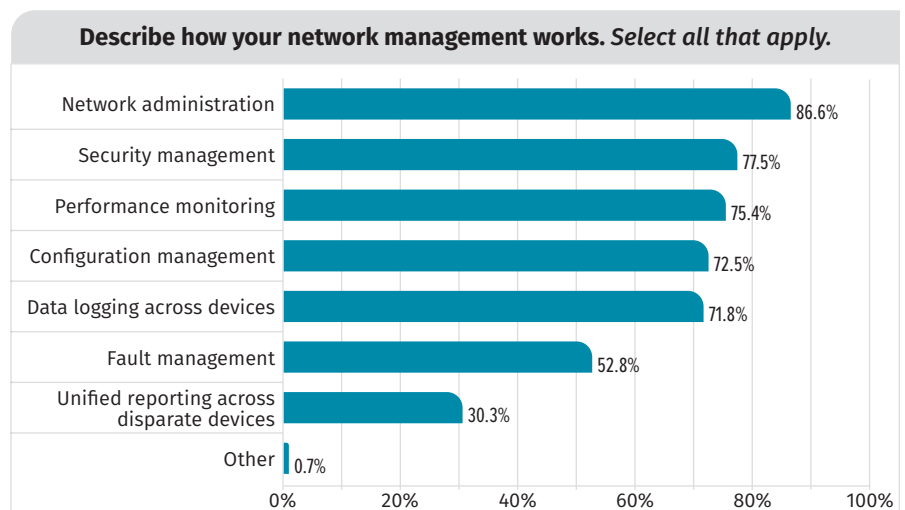 Describe how your network management works. Select all that apply.
Network administration
86.6%
Security management
77.5%
Performance monitoring
75.4%
Configuration management
72.5%
Data logging across devices
71.8%
Fault management
52.8%
Unified reporting across
disparate devices
30.3%
Other
0.7%
0% 20% 40% 60% 80% 100%